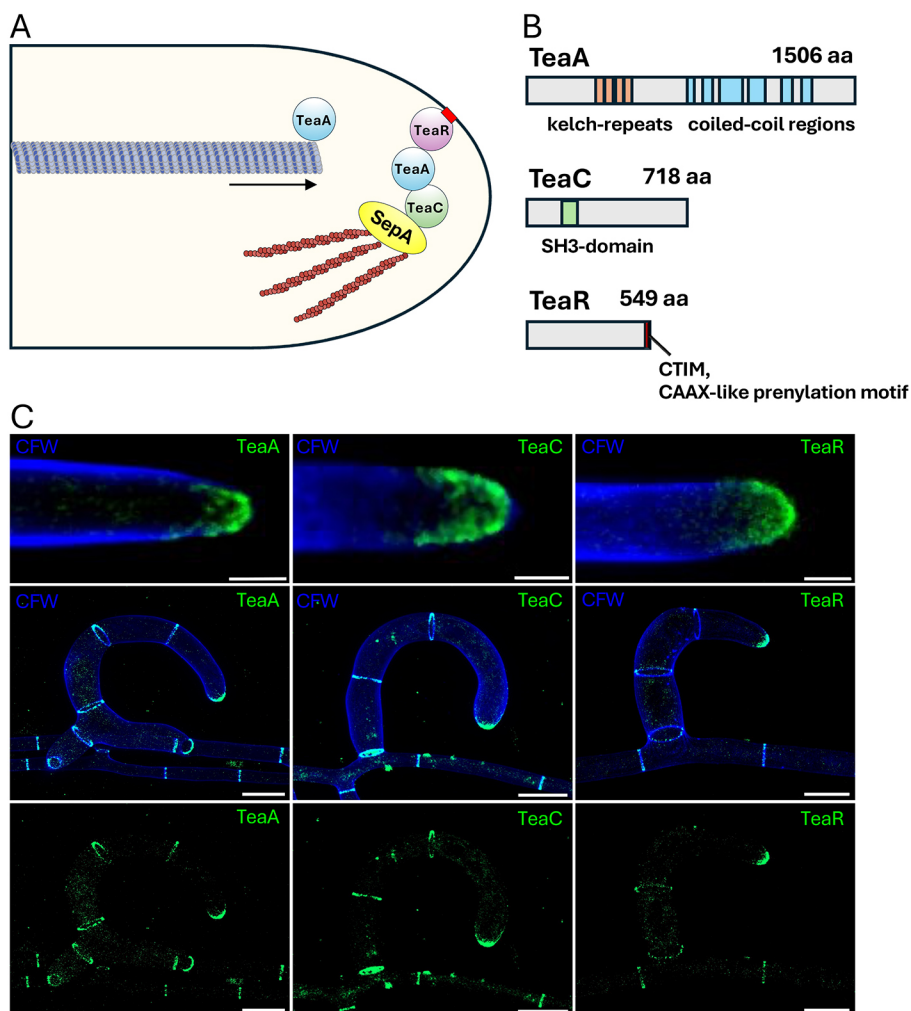 A
TeaA
TeaR
TeaA
TeaC
SepA
B
TeaA 1506 aa
kelch-repeats coiled-coil regions
TeaC 718 aa
SH3-domain
TeaR 549 aa
CTIM,
CAAX-like prenylation motif
C
CFW TeaA CFW TeaC CFW TeaR
CFW TeaA CFW TeaC CFW TeaR
TeaA TeaC TeaR